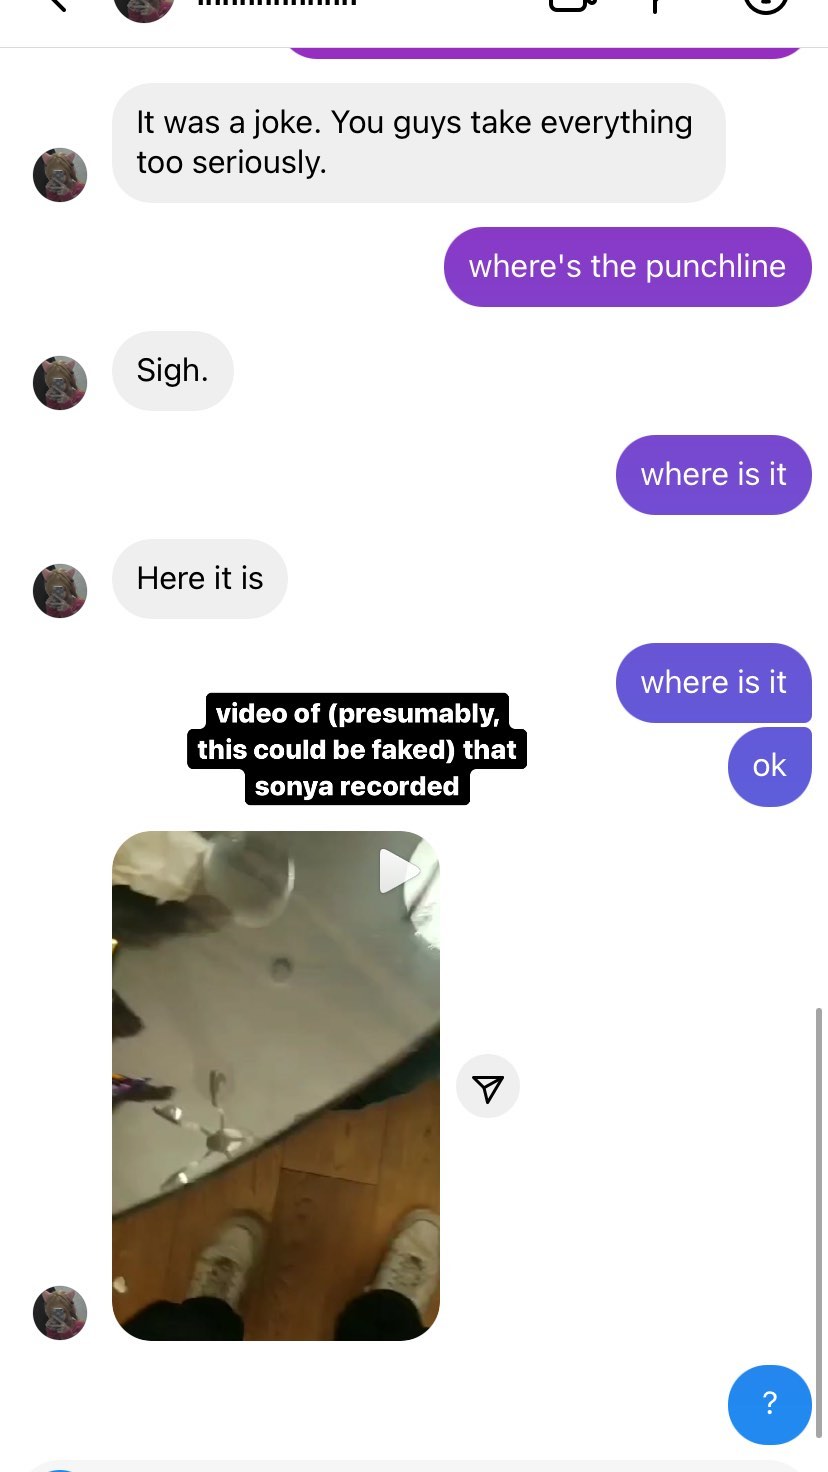 It was a joke. You guys take everything
too seriously.
where's the punchline
Sigh.
where is it
Here it is
where is it
ok
video of (presumably,
this could be faked) that
sonya recorded
?